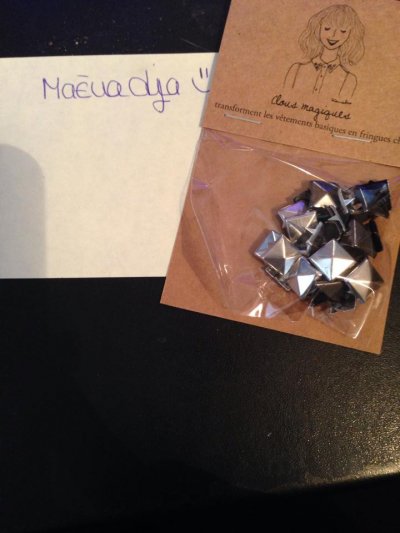 Maëvadja
Clous magiques
transforment les vêtements basiques en fringues